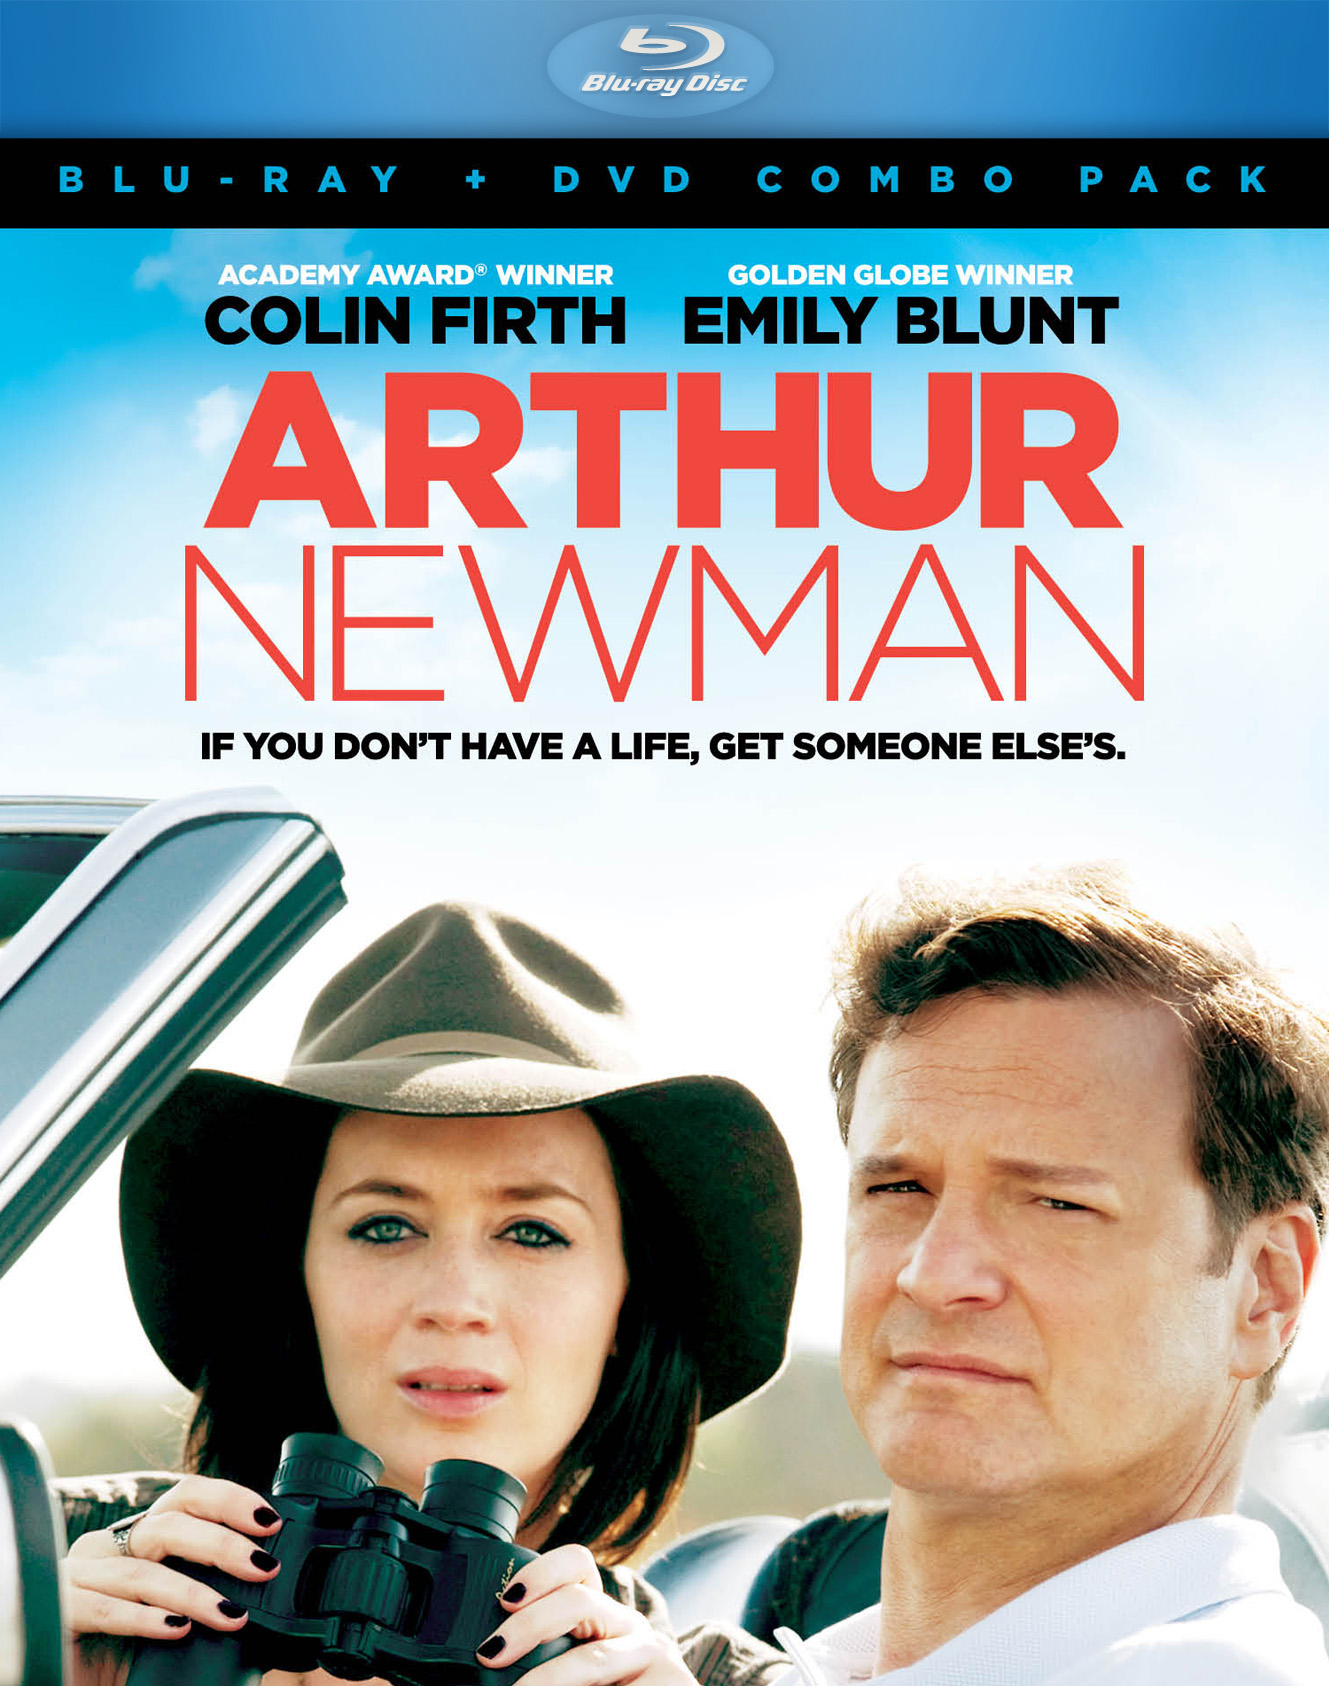 Blu-ray Disc
BLU-RAY + DVD COMBO PACK
ACADEMY AWARD® WINNER
COLIN FIRTH
GOLDEN GLOBE WINNER
EMILY BLUNT
ARTHUR
NEWMAN
IF YOU DON'T HAVE A LIFE, GET SOMEONE ELSE'S.